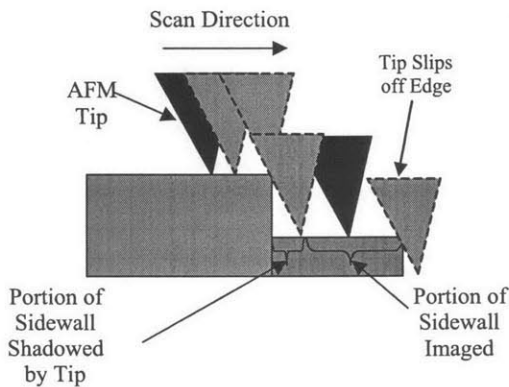 Scan Direction
AFM
Tip
Tip Slips
off Edge
Portion of
Sidewall
Shadowed
by Tip
Portion of
Sidewall
Imaged